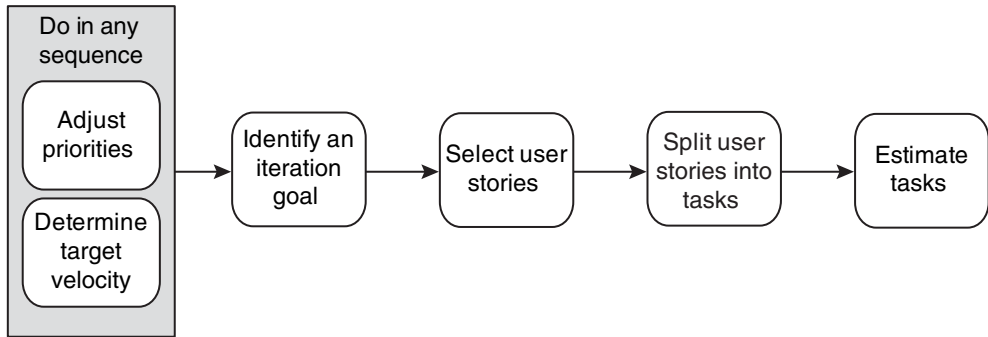 Do in any
sequence
Adjust
priorities
Determine
target
velocity
Identify an
iteration
goal
Select user
stories
Split user
stories into
tasks
Estimate
tasks